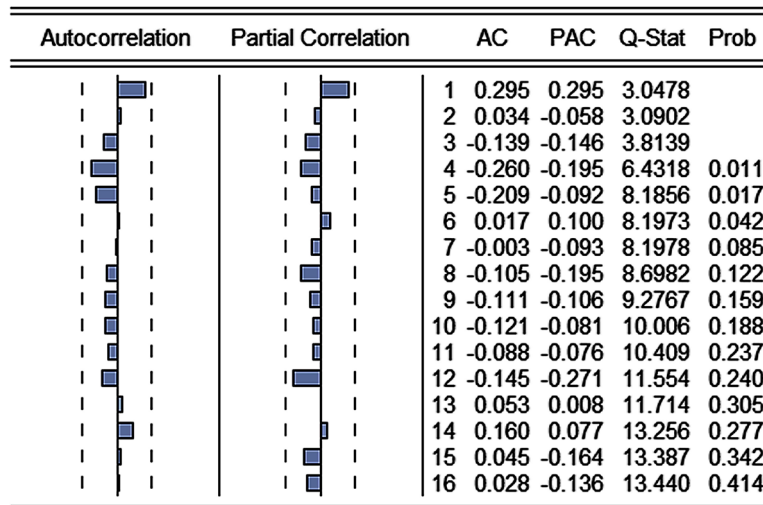 Autocorrelation Partial Correlation AC PAC Q-Stat Prob
1 0.295 0.295 3.0478
2 0.034 -0.058 3.0902
3 -0.139 -0.146 3.8139
4 -0.260 -0.195 6.4318 0.011
5 -0.209 -0.092 8.1856 0.017
6 0.017 0.100 8.1973 0.042
7 -0.003 -0.093 8.1978 0.085
8 -0.105 -0.195 8.6982 0.122
9 -0.111 -0.106 9.2767 0.159
10 -0.121 -0.081 10.006 0.188
11 -0.088 -0.076 10.409 0.237
12 -0.145 -0.271 11.554 0.240
13 0.053 0.008 11.714 0.305
14 0.160 0.077 13.256 0.277
15 0.045 -0.164 13.387 0.342
16 0.028 -0.136 13.440 0.414